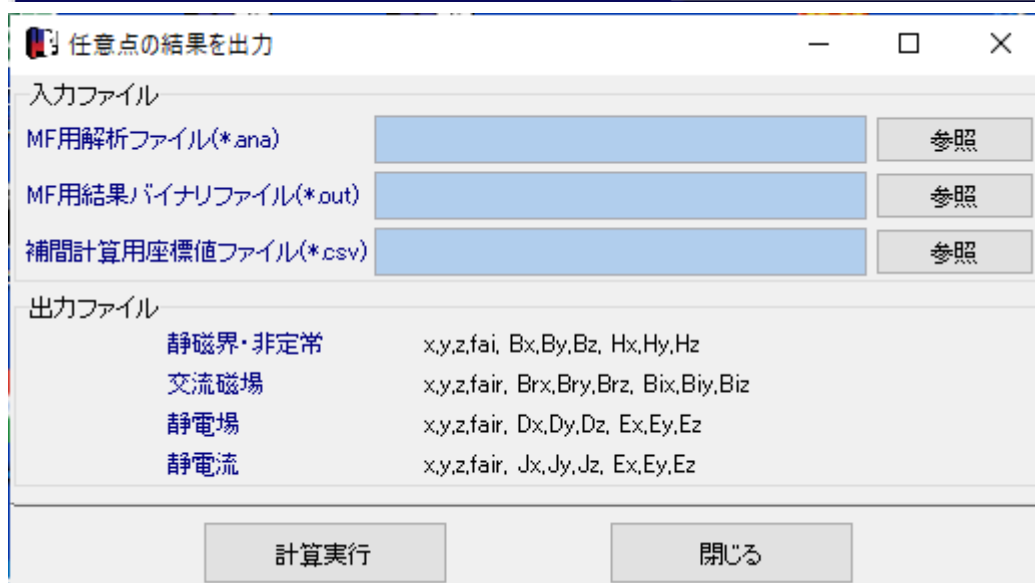 任意点の結果を出力
入力ファイル
MF用解析ファイル(*.ana) 参照
MF用結果バイナリファイル(*.out) 参照
補間計算用座標値ファイル(*.csv) 参照
出力ファイル
静磁界・非定常 x,y,z,fai, Bx,By,Bz, Hx,Hy,Hz
交流磁場 x,y,z,fair, Brx,Bry,Brz, Bix,Biy,Biz
静電場 x,y,z,fair, Dx,Dy,Dz, Ex,Ey,Ez
静電流 x,y,z,fair, Jx,Jy,Jz, Ex,Ey,Ez
計算実行 閉じる